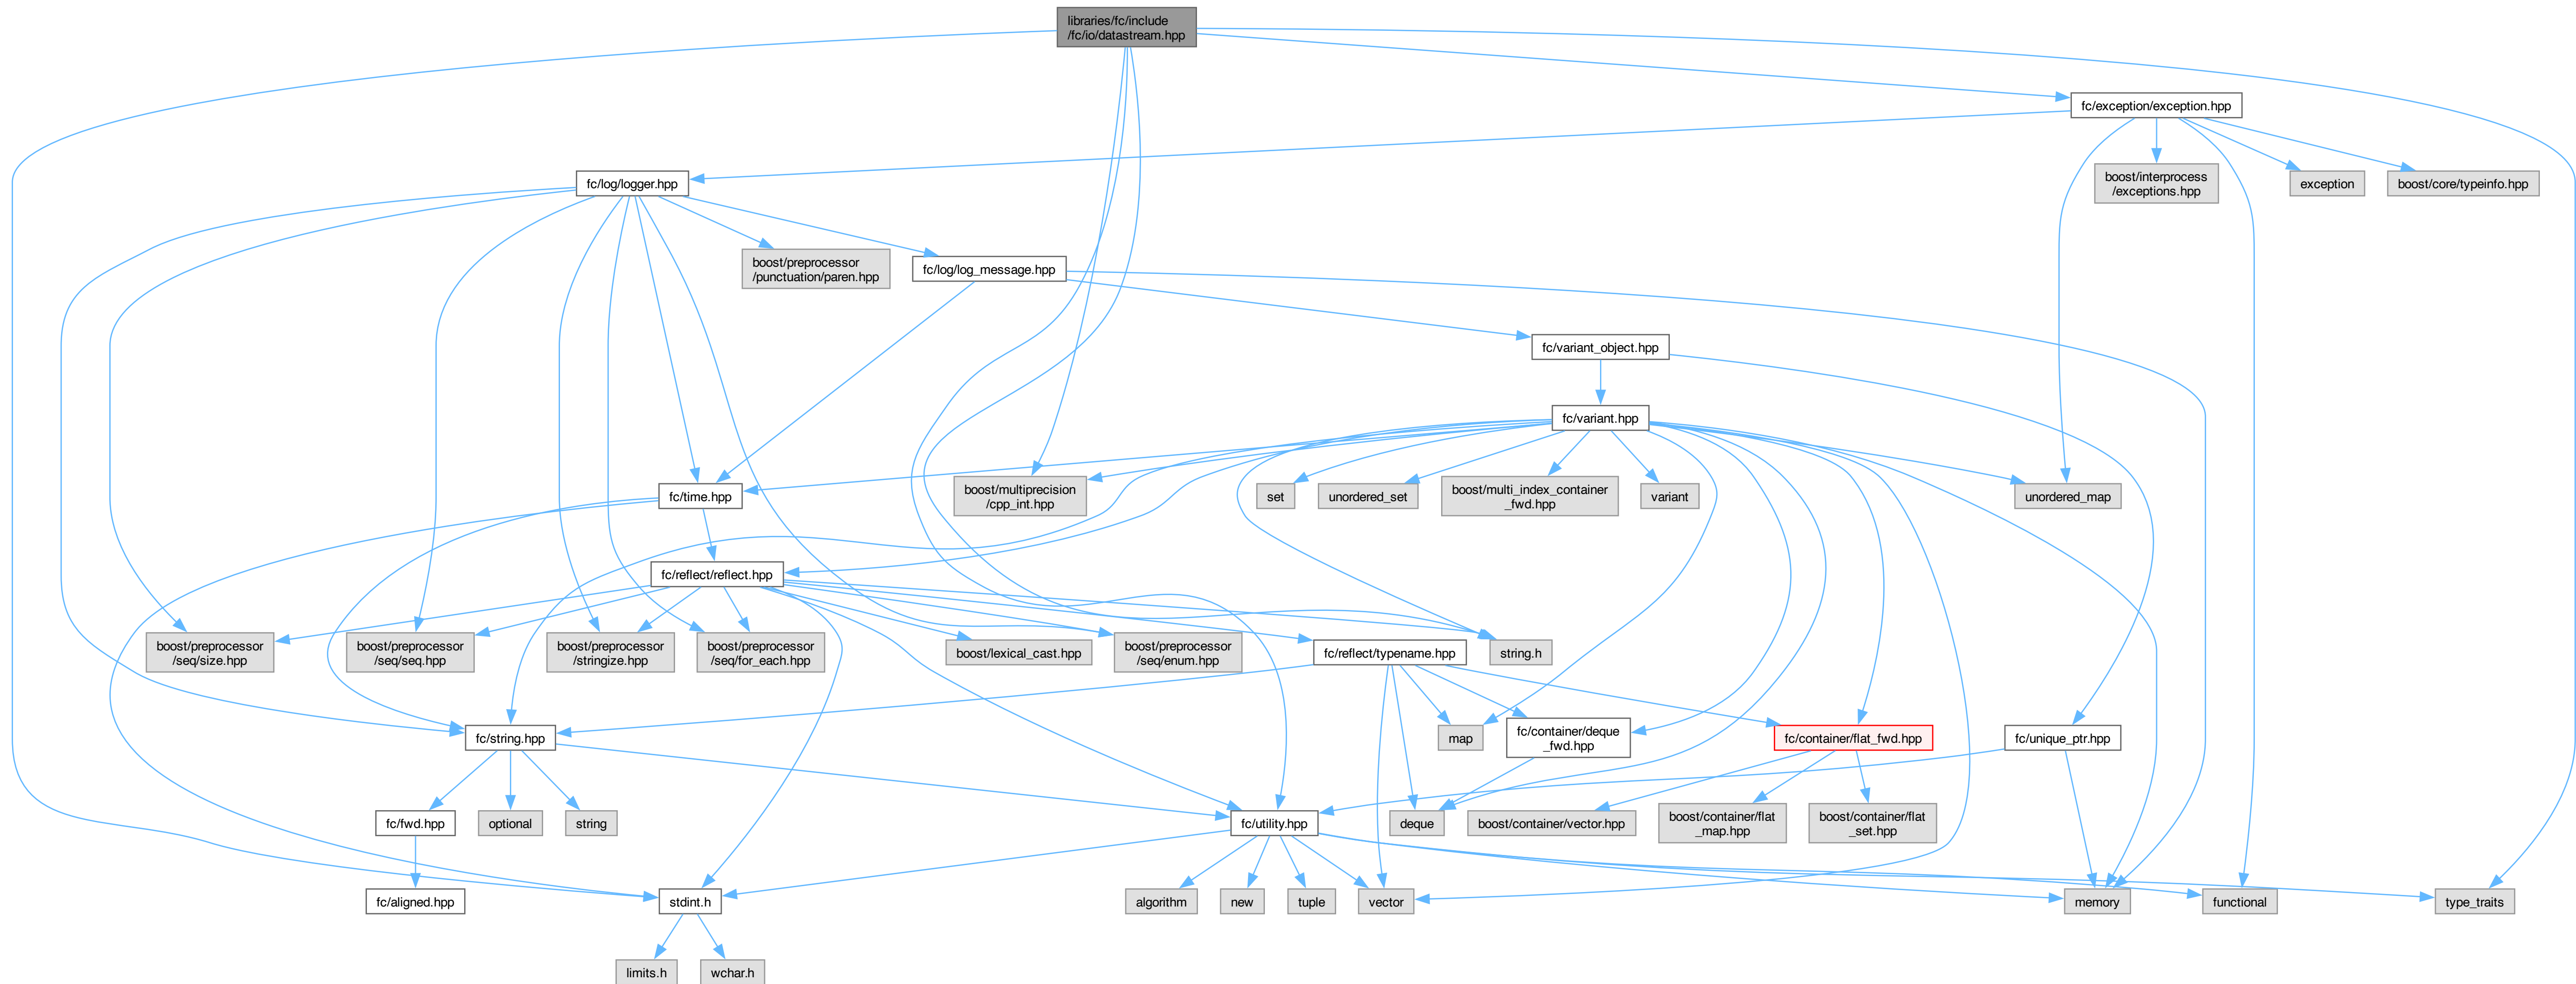 libraries/fc/include
/fc/io/datastream.hpp
fc/exception/exception.hpp
fc/log/logger.hpp
boost/interprocess
/exceptions.hpp
exception
boost/core/typeinfo.hpp
boost/preprocessor
/punctuation/paren.hpp
fc/log/log_message.hpp
fc/variant_object.hpp
fc/variant.hpp
fc/time.hpp
boost/multiprecision
/cpp_int.hpp
set
unordered_set
boost/multi_index_container
_fwd.hpp
variant
unordered_map
fc/reflect/reflect.hpp
boost/preprocessor
/seq/size.hpp
boost/preprocessor
/seq/seq.hpp
boost/preprocessor
/stringize.hpp
boost/preprocessor
/seq/for_each.hpp
boost/lexical_cast.hpp
boost/preprocessor
/seq/enum.hpp
fc/reflect/typename.hpp
string.h
fc/string.hpp
map
fc/container/deque
_fwd.hpp
fc/container/flat_fwd.hpp
fc/unique_ptr.hpp
fc/fwd.hpp
optional
string
fc/utility.hpp
deque
boost/container/vector.hpp
boost/container/flat
_map.hpp
boost/container/flat
_set.hpp
fc/aligned.hpp
stdint.h
algorithm
new
tuple
vector
memory
functional
type_traits
limits.h
wchar.h